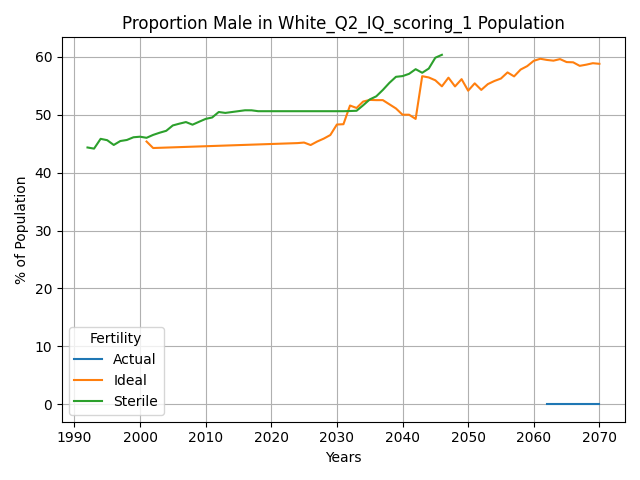 Proportion Male in White_Q2_IQ_scoring_1 Population
% of Population
60
50
40
30
20
10
0
Fertility
Actual
Ideal
Sterile
1990 2000 2010 2020 2030 2040 2050 2060 2070
Years